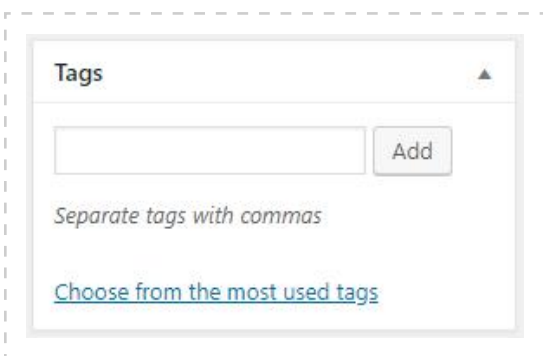 Tags
Add
Separate tags with commas
Choose from the most used tags